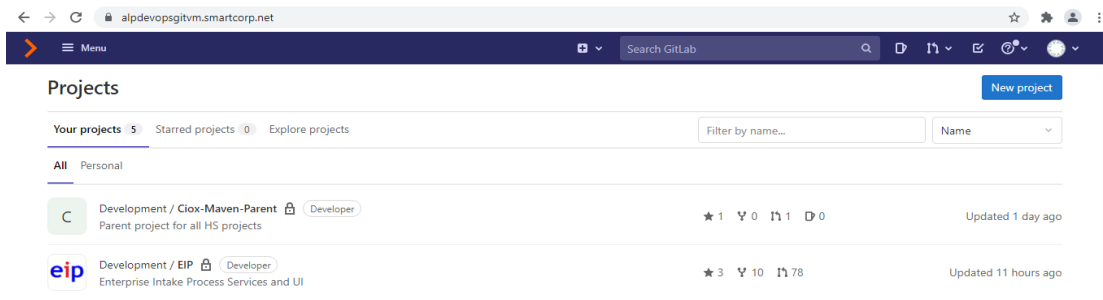 alpdevopsgitvm.smartcorp.net
Menu
Search GitLab
Projects
New project
Your projects 5 Starred projects 0 Explore projects
Filter by name...
Name
All Personal
C
Development / Ciox-Maven-Parent Developer
Parent project for all HS projects
1 0 1 0
Updated 1 day ago
eip
Development / EIP Developer
Enterprise Intake Process Services and UI
3 10 78
Updated 11 hours ago